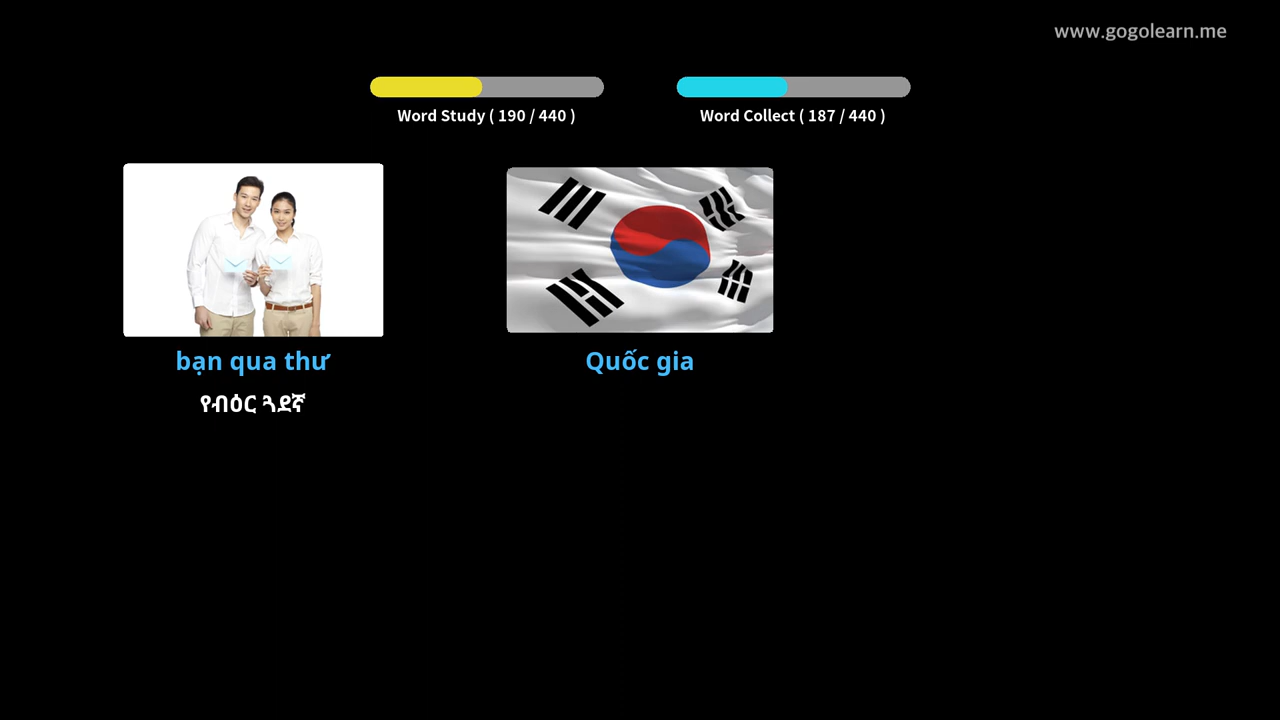 www.gogolearn.me
Word Study ( 190 / 440 )
Word Collect ( 187 / 440 )
bạn qua thư
Quốc gia
የብዕር ጓደኛ